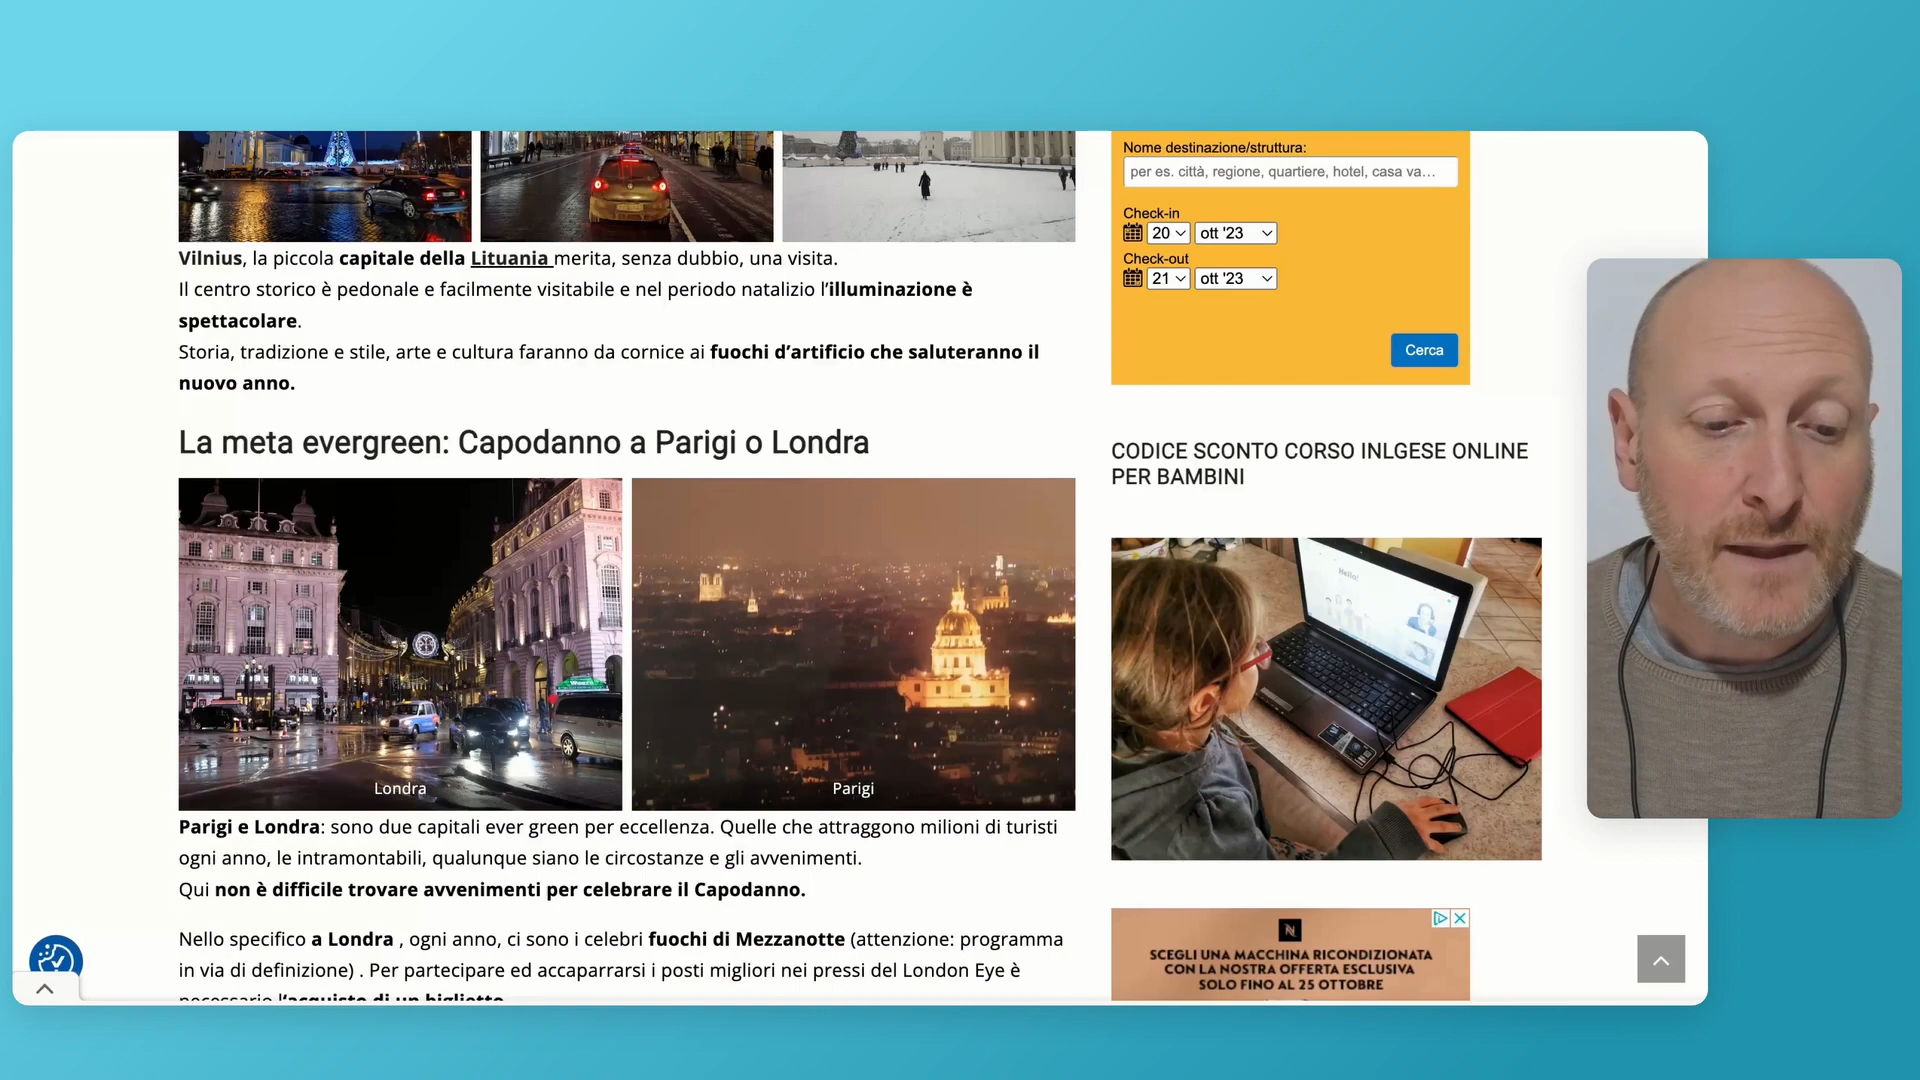 Vilnius, la piccola capitale della Lituania merita, senza dubbio, una visita.
Il centro storico è pedonale e facilmente visitabile e nel periodo natalizio l'illuminazione è
spettacolare.
Storia, tradizione e stile, arte e cultura faranno da cornice ai fuochi d'artificio che saluteranno il
nuovo anno.
La meta evergreen: Capodanno a Parigi o Londra
Londra
Parigi
Parigi e Londra: sono due capitali ever green per eccellenza. Quelle che attraggono milioni di turisti
ogni anno, le intramontabili, qualunque siano le circostanze e gli avvenimenti.
Qui non è difficile trovare avvenimenti per celebrare il Capodanno.
Nello specifico a Londra , ogni anno, ci sono i celebri fuochi di Mezzanotte (attenzione: programma
in via di definizione) . Per partecipare ed accaparrarsi i posti migliori nei pressi del London Eye è
necessario l'acquisto di un biglietto
Nome destinazione/struttura:
per es. città, regione, quartiere, hotel, casa va...
Check-in
20 ott '23
Check-out
21 ott '23
Cerca
CODICE SCONTO CORSO INLGESE ONLINE
PER BAMBINI
Hello!
N
SCEGLI UNA MACCHINA RICONDIZIONATA
CON LA NOSTRA OFFERTA ESCLUSIVA
SOLO FINO AL 25 OTTOBRE